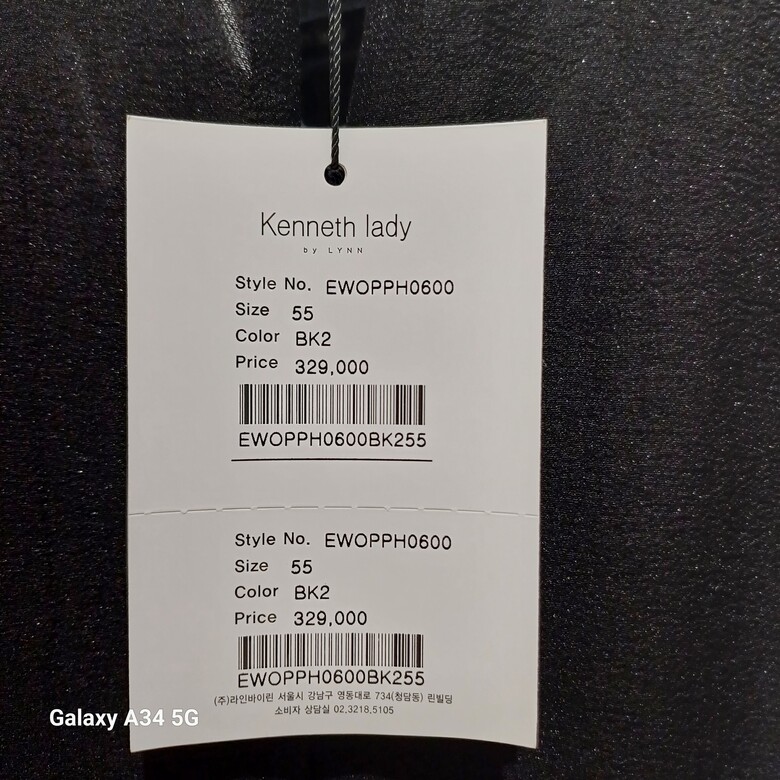 Kenneth lady
by LYNN
Style No. EWOPPH0600
Size 55
Color BK2
Price 329,000
EWOPPH0600BK255
Style No. EWOPPH0600
Size 55
Color BK2
Price 329,000
EWOPPH0600BK255
(주)라인바이린 서울시 강남구 영동대로 734(청담동) 린빌딩
소비자 상담실 02.3218.5105
Galaxy A34 5G